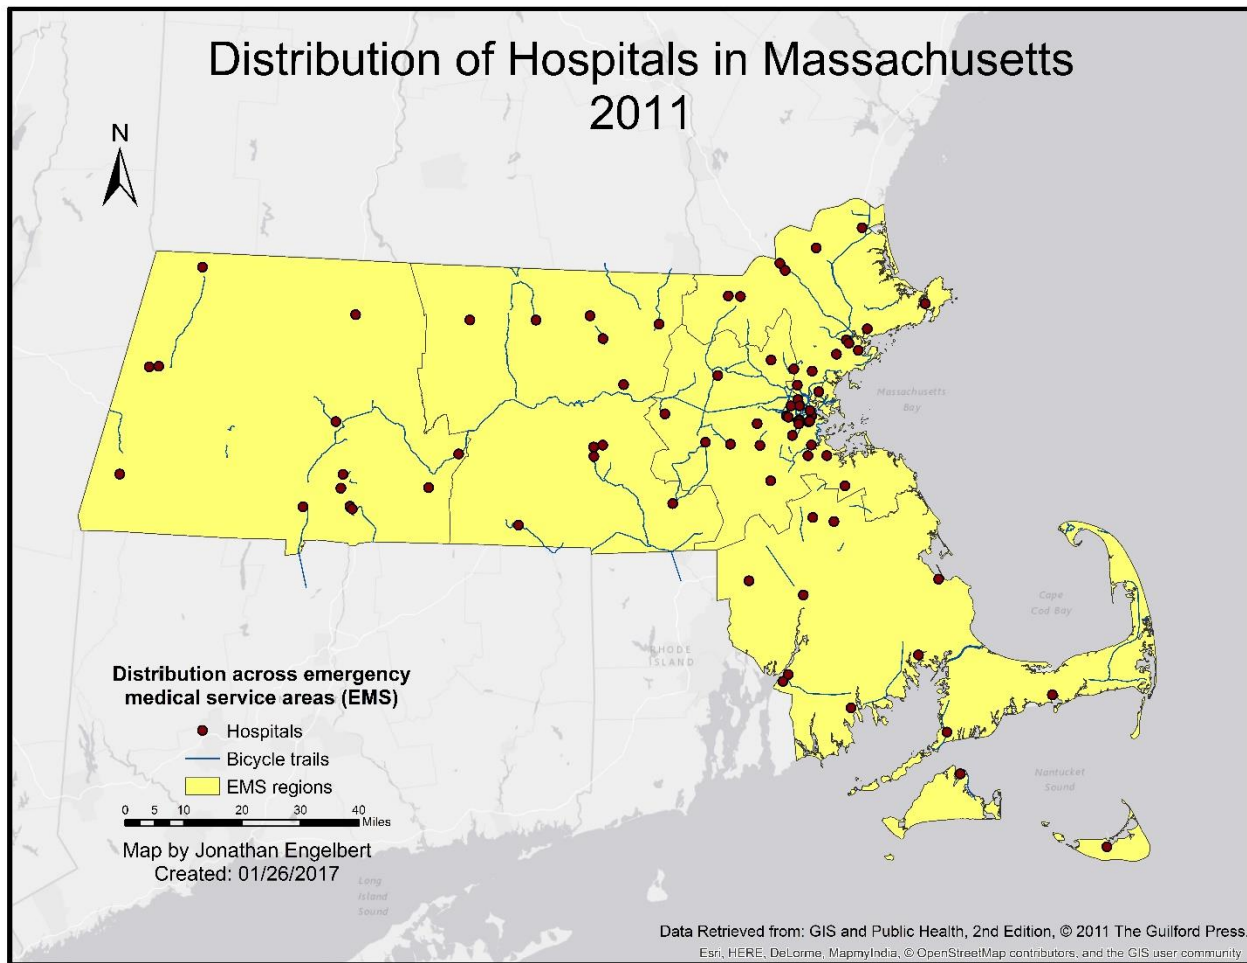 Distribution of Hospitals in Massachusetts
2011
N
Massachusetts
Bay
Cape
Cod Bay
RHODE
ISLAND
Nantucket
Sound
Long
Island
Sound
Distribution across emergency
medical service areas (EMS)
Hospitals
Bicycle trails
EMS regions
0 5 10 20 30 40
Miles
Map by Jonathan Engelbert
Created: 01/26/2017
Data Retrieved from: GIS and Public Health, 2nd Edition, © 2011 The Guilford Press.
Esri, HERE, DeLorme, MapmyIndia, © OpenStreetMap contributors, and the GIS user community